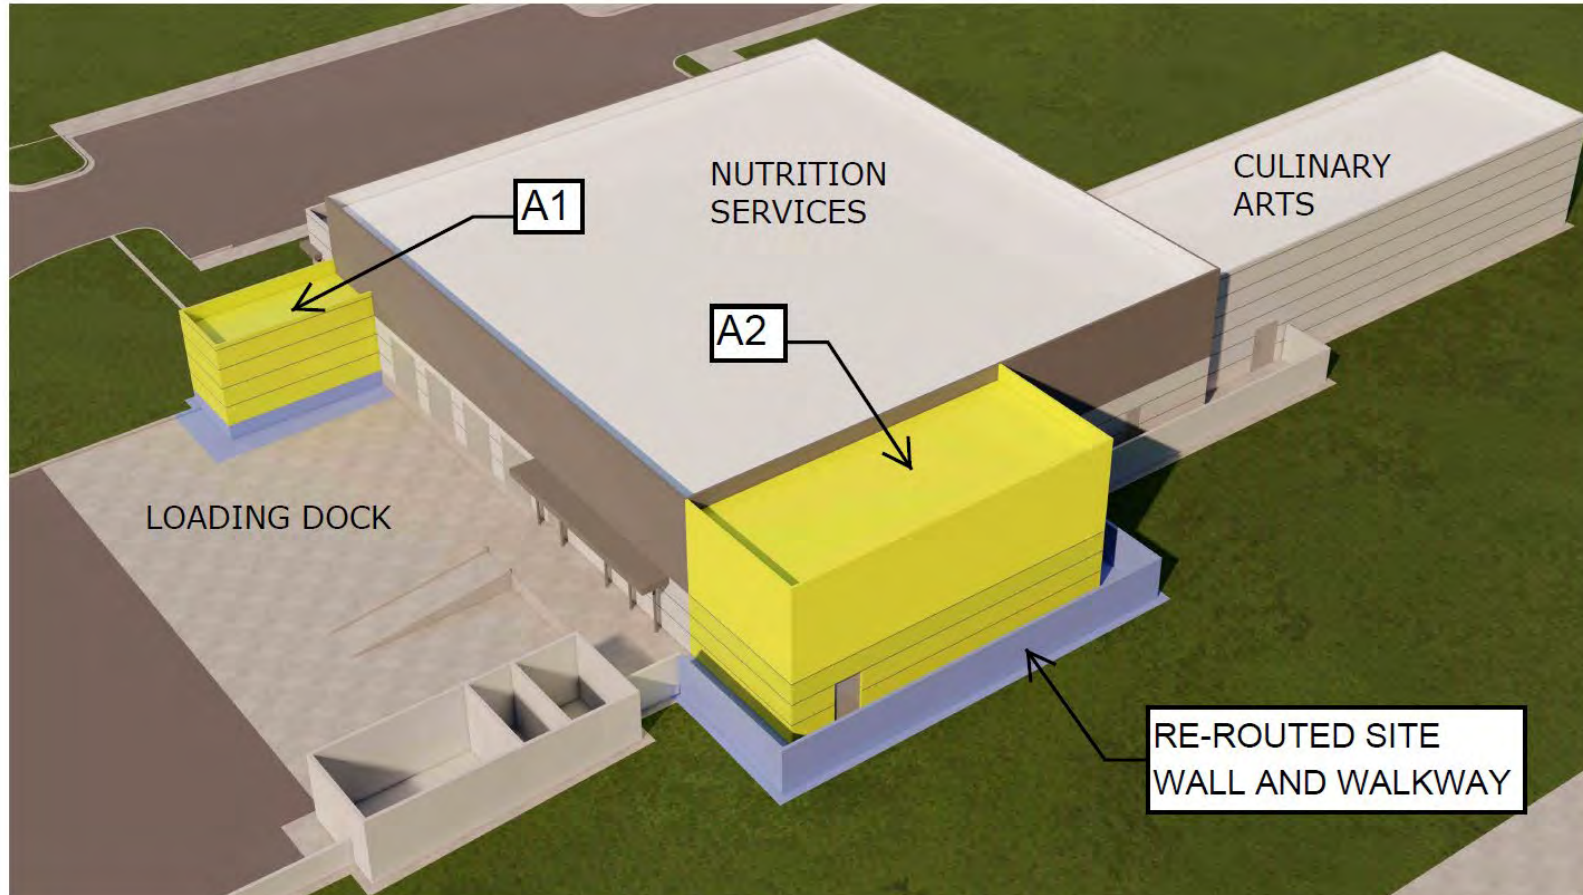 NUTRITION
SERVICES
CULINARY
ARTS
A1
A2
LOADING DOCK
RE-ROUTED SITE
WALL AND WALKWAY